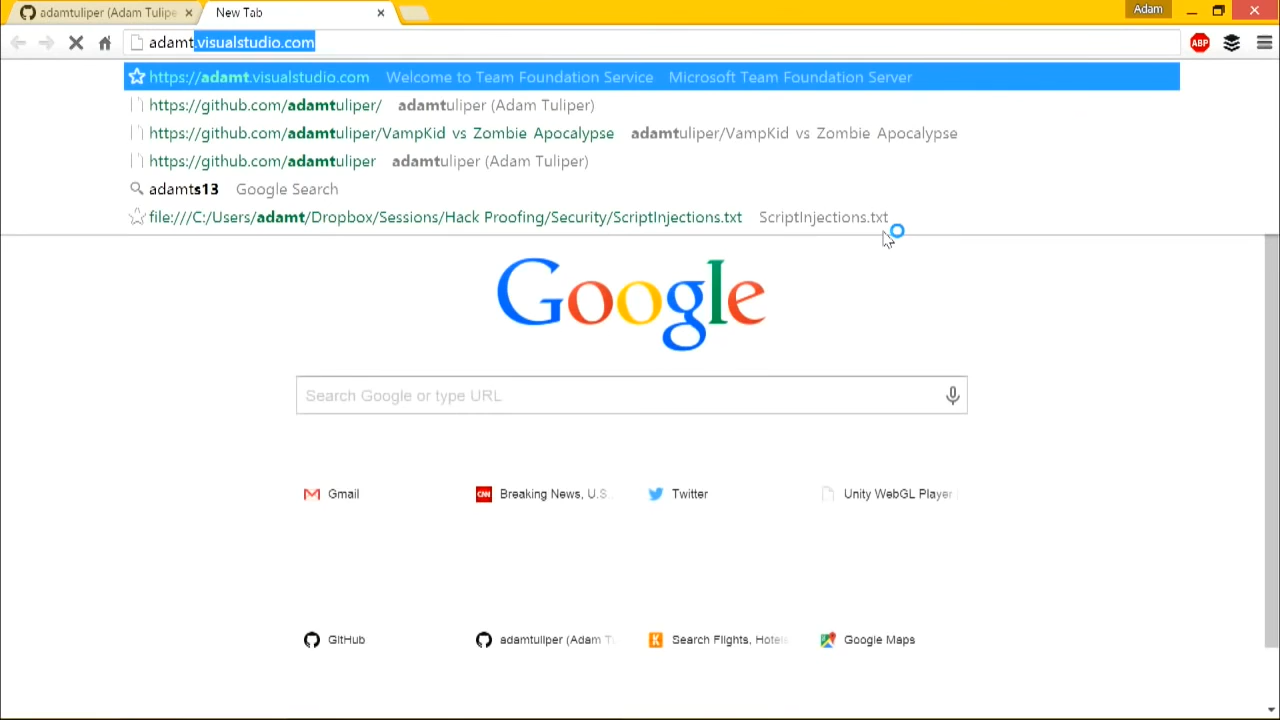 adamtuliper (Adam Tulipe
New Tab
Adam
adamt.visualstudio.com
ABP
https://adamt.visualstudio.com Welcome to Team Foundation Service Microsoft Team Foundation Server
https://github.com/adamtuliper/ adamtuliper (Adam Tuliper)
https://github.com/adamtuliper/VampKid vs Zombie Apocalypse adamtuliper/VampKid vs Zombie Apocalypse
https://github.com/adamtuliper adamtuliper (Adam Tuliper)
adamts13 Google Search
file:///C:/Users/adamt/Dropbox/Sessions/Hack Proofing/Security/ScriptInjections.txt ScriptInjections.txt
Google
Search Google or type URL
Gmail
CNN Breaking News, U.S.
Twitter
Unity WebGL Player
GitHub
adamtuliper (Adam Tu
K Search Flights, Hotels
Google Maps